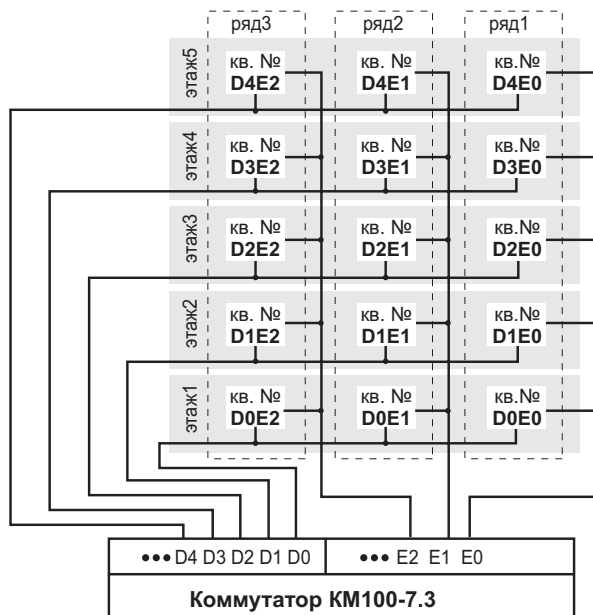 ряд3 ряд2 ряд1
этаж5
кв. № кв. № кв. №
D4E2 D4E1 D4E0
этаж4
кв. № кв. № кв. №
D3E2 D3E1 D3E0
этаж3
кв. № кв. № кв. №
D2E2 D2E1 D2E0
этаж2
кв. № кв. № кв. №
D1E2 D1E1 D1E0
этаж1
кв. № кв. № кв. №
D0E2 D0E1 D0E0
•••D4 D3 D2 D1 D0 ••• E2 E1 E0
Коммутатор КМ100-7.3